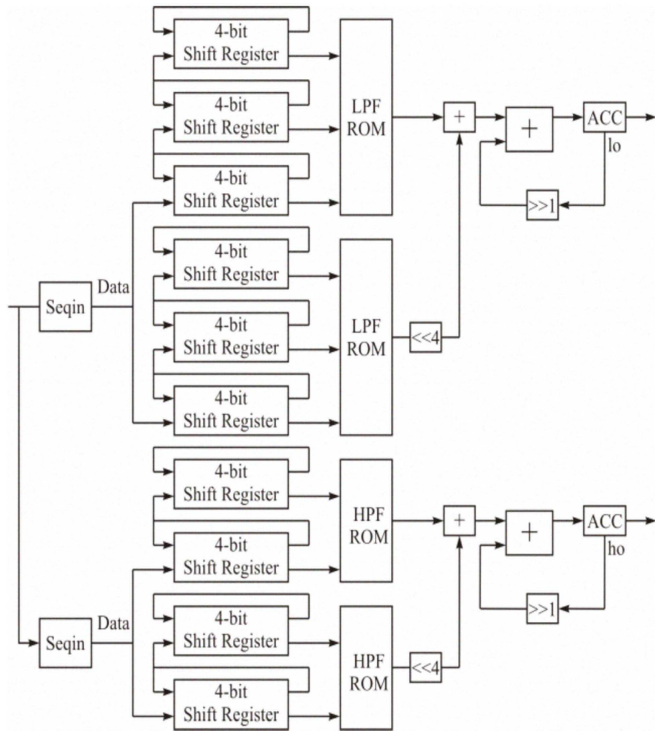 4-bit
Shift Register
4-bit
Shift Register
4-bit
Shift Register
LPF
ROM
+
+
ACC
lo
>>1
4-bit
Shift Register
4-bit
Shift Register
4-bit
Shift Register
LPF
ROM
<<4
Seqin
Data
4-bit
Shift Register
4-bit
Shift Register
HPF
ROM
+
+
ACC
ho
>>1
4-bit
Shift Register
4-bit
Shift Register
HPF
ROM
<<4
Seqin
Data